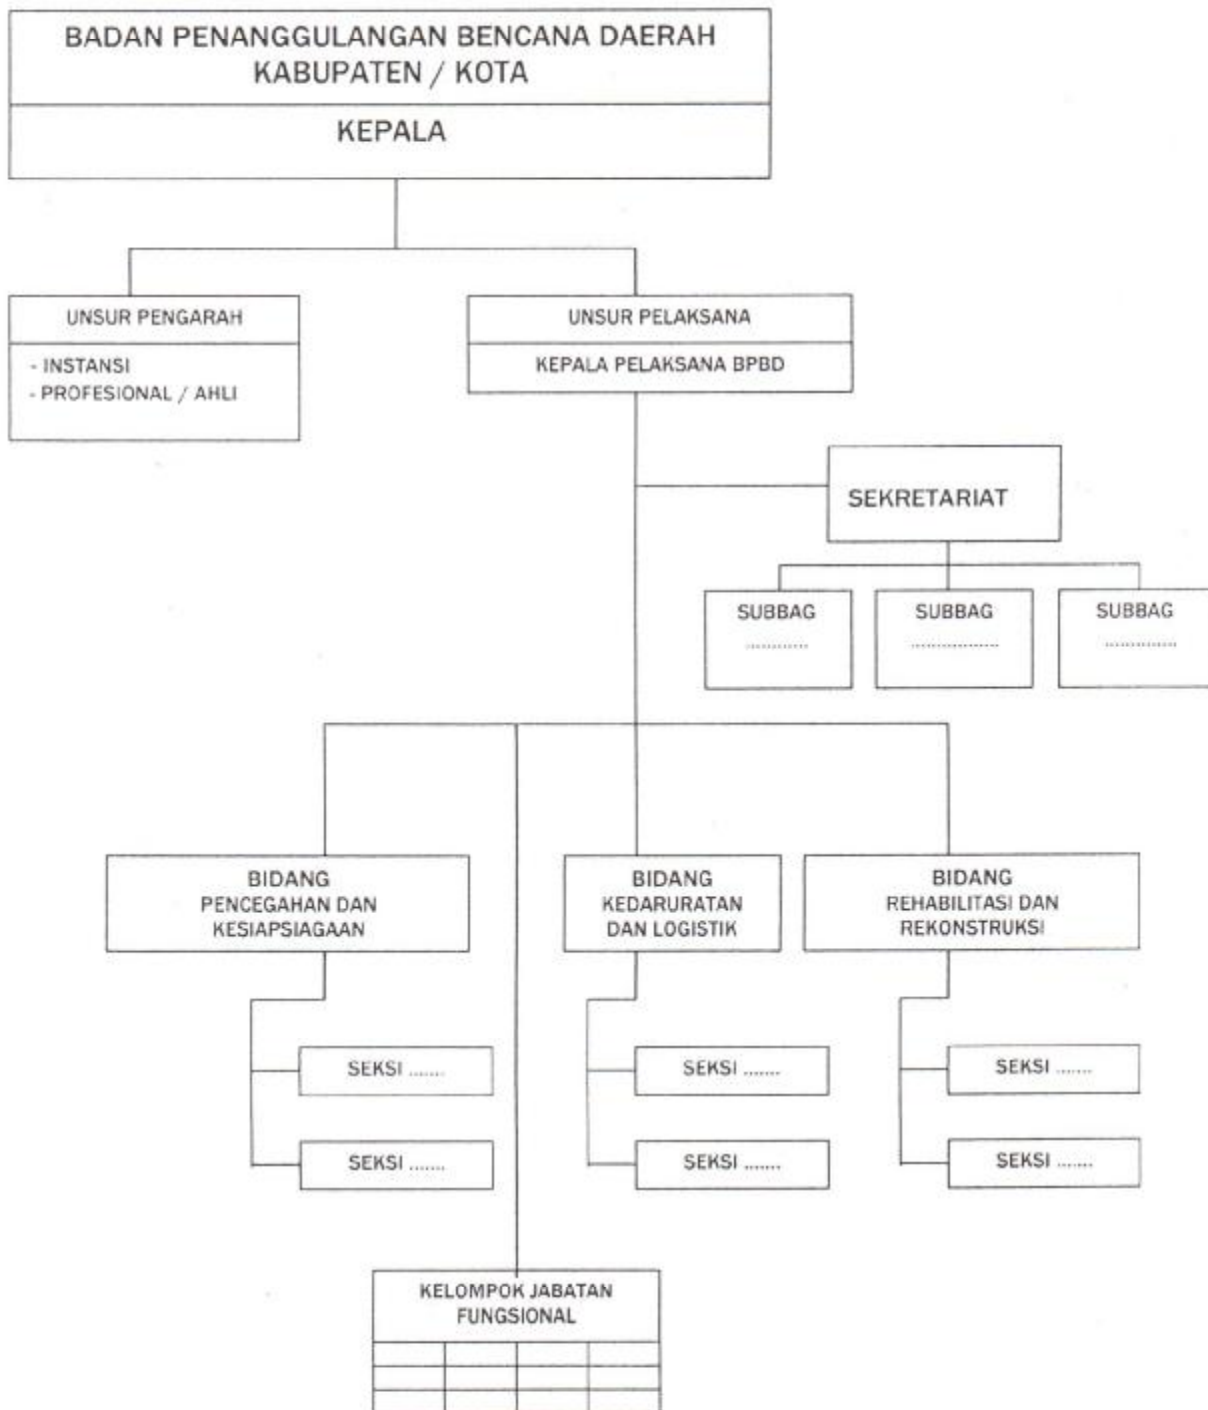 BADAN PENANGGULANGAN BENCANA DAERAH
KABUPATEN / KOTA
KEPALA
UNSUR PENGARAH
- INSTANSI
- PROFESIONAL / AHLI
UNSUR PELAKSANA
KEPALA PELAKSANA BPBD
SEKRETARIAT
SUBBAG
............
SUBBAG
.................
SUBBAG
..............
BIDANG
PENCEGAHAN DAN
KESIAPSIAGAAN
BIDANG
KEDARURATAN
DAN LOGISTIK
BIDANG
REHABILITASI DAN
REKONSTRUKSI
SEKSI .......
SEKSI .......
SEKSI .......
SEKSI .......
SEKSI .......
SEKSI .......
KELOMPOK JABATAN
FUNGSIONAL